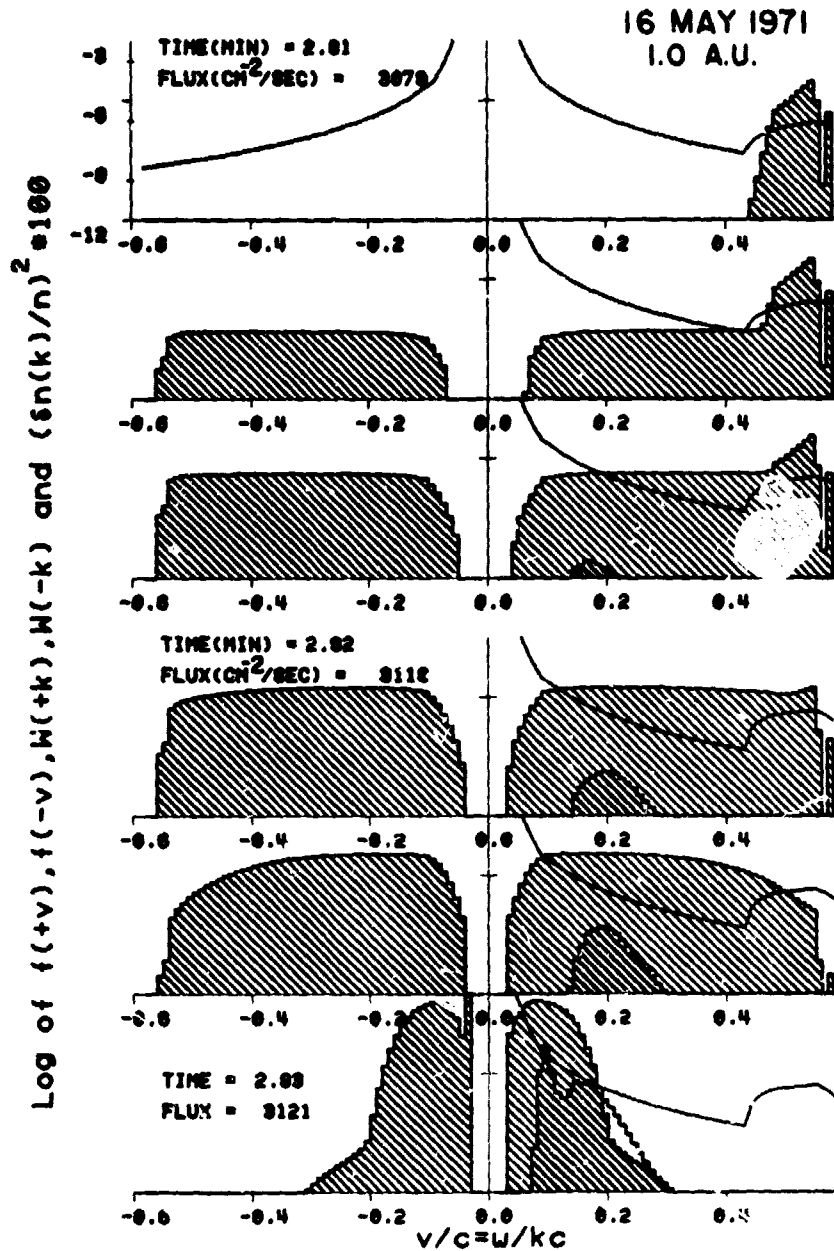 16 MAY 1971
1.0 A.U.
TIME(MIN) = 2.81
FLUX(CM^-2/SEC) = 3079
-8
-6
-8
-12
-0.6 -0.4 -0.2 0.0 0.2 0.4
-0.6 -0.4 -0.2 0.0 0.2 0.4
-0.6 -0.4 -0.2 0.0 0.2 0.4
TIME(MIN) = 2.82
FLUX(CM^-2/SEC) = 3112
-0.6 -0.4 -0.2 0.0 0.2 0.4
-0.6 -0.4 -0.2 0.0 0.2 0.4
TIME = 2.83
FLUX = 3121
-0.6 -0.4 -0.2 0.0 0.2
v/c=w/kc
Log of f(+v),f(-v),W(+k),W(-k) and (δn(k)/n)^2 *100